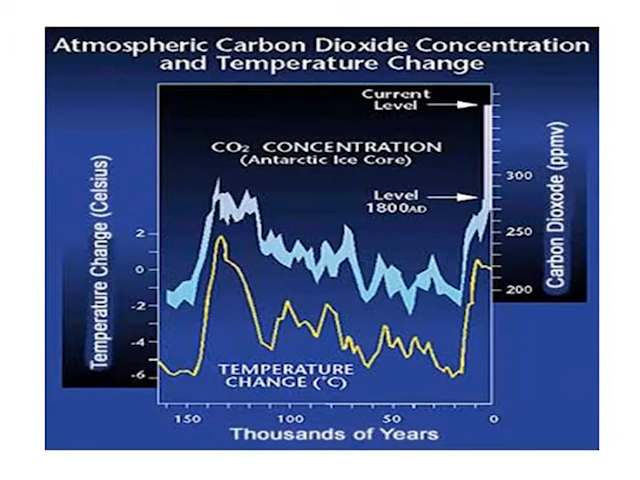 Atmospheric Carbon Dioxide Concentration
and Temperature Change
Current
Level
CO₂ CONCENTRATION
(Antarctic Ice Core)
Level
1800AD
Temperature Change (Celsius)
2
0
-2
-4
-6
300
250
200
Carbon Dioxode (ppmv)
TEMPERATURE
CHANGE (°C)
150 100 50 0
Thousands of Years